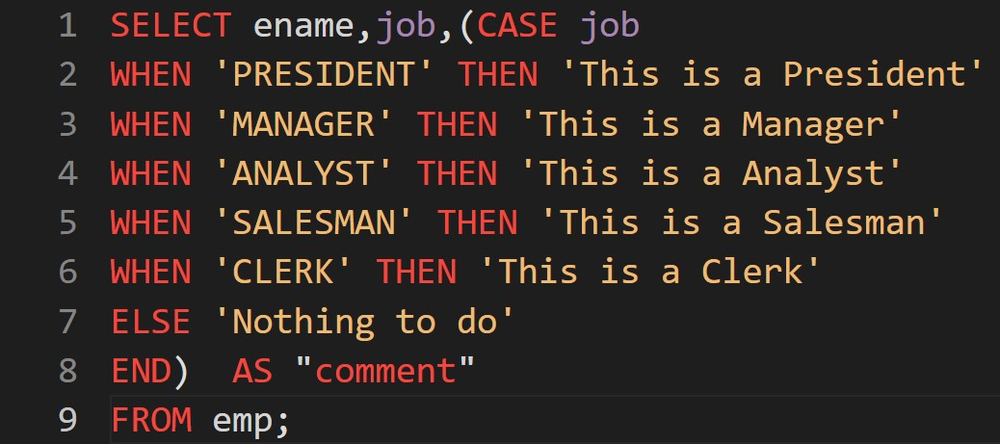 1 SELECT ename,job,(CASE job
2 WHEN 'PRESIDENT' THEN 'This is a President'
3 WHEN 'MANAGER' THEN 'This is a Manager'
4 WHEN 'ANALYST' THEN 'This is a Analyst'
5 WHEN 'SALESMAN' THEN 'This is a Salesman'
6 WHEN 'CLERK' THEN 'This is a Clerk'
7 ELSE 'Nothing to do'
8 END)  AS "comment"
9 FROM emp;